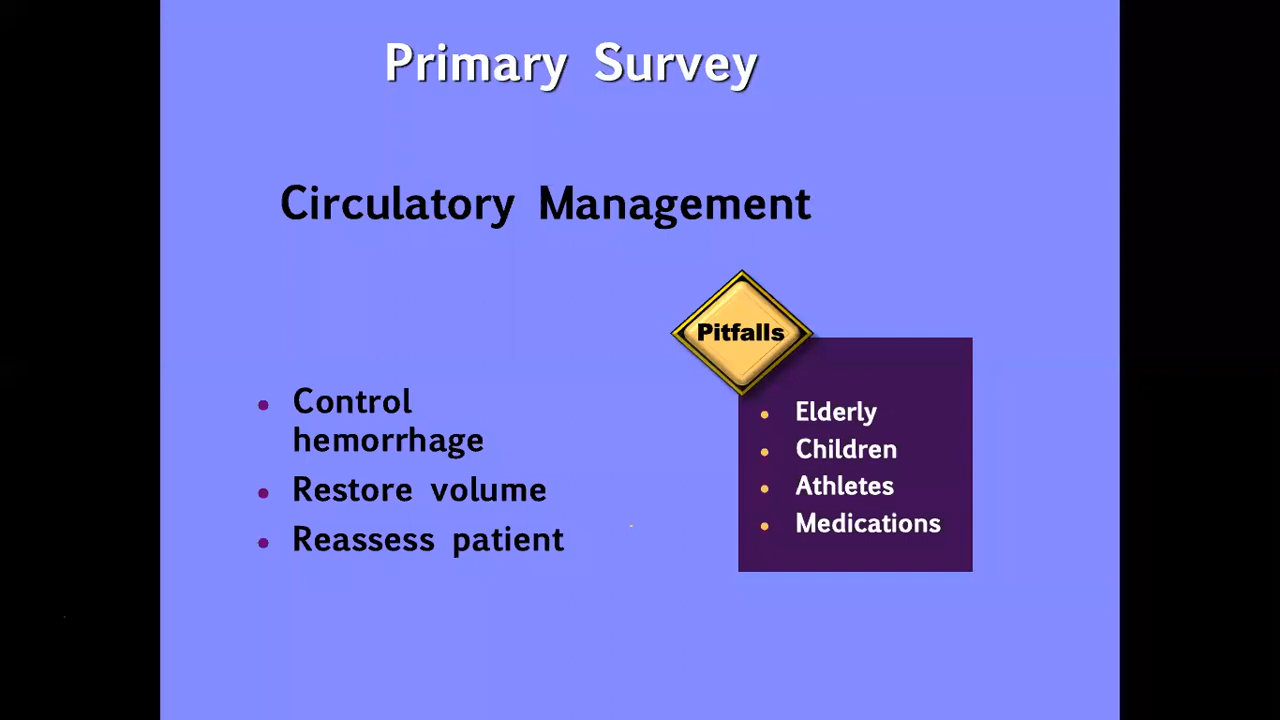 Primary Survey
Circulatory Management
Pitfalls
• Control
hemorrhage
• Restore volume
• Reassess patient
• Elderly
• Children
• Athletes
• Medications